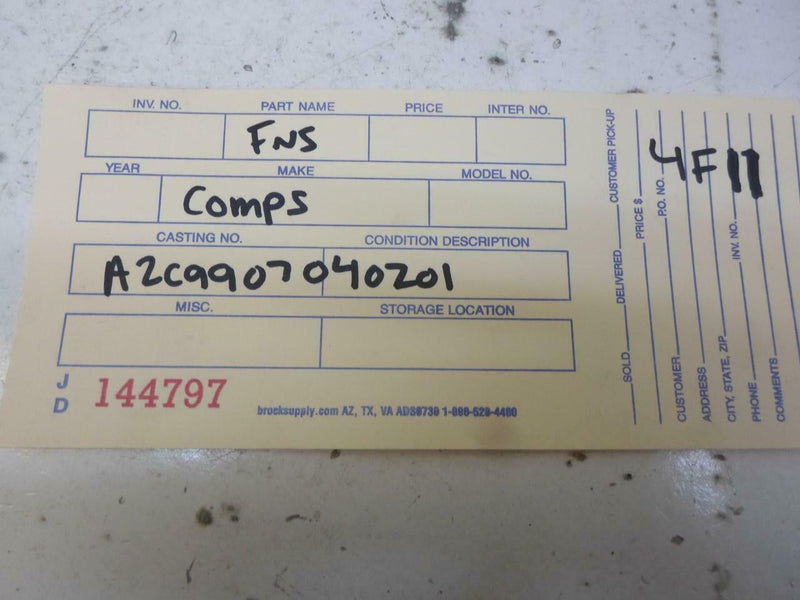 INV. NO. PART NAME PRICE INTER NO.
FNS
YEAR MAKE MODEL NO.
Comps
CASTING NO. CONDITION DESCRIPTION
A2C9907040201
MISC. STORAGE LOCATION
J D 144797
brocksupply.com AZ, TX, VA ADS8730 1-888-528-4400
SOLD DELIVERED CUSTOMER PICK-UP
PRICE $
P.O. NO.
4F11
CUSTOMER
ADDRESS
CITY, STATE, ZIP INV. NO.
PHONE
COMMENTS